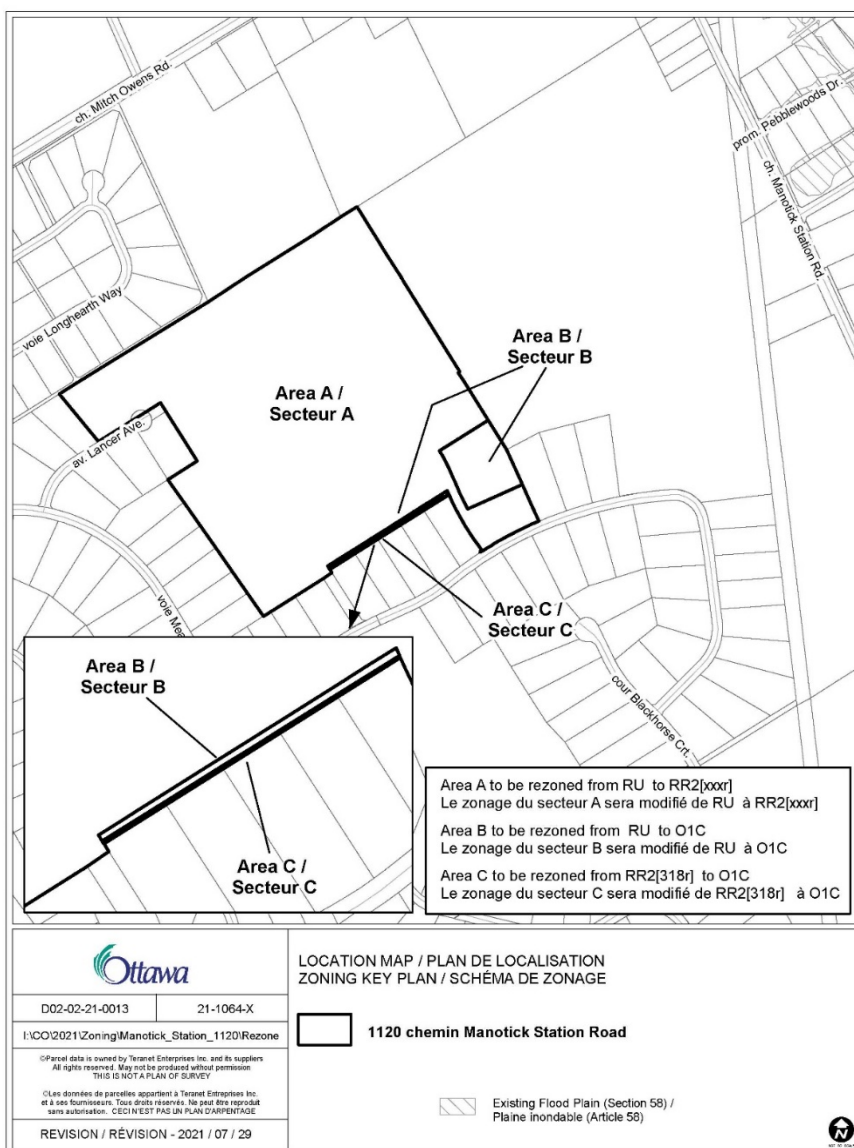 ch. Mitch Owens Rd.
prom. Pebblewoods Dr.
ch. Manotick Station Rd.
voie Longhearth Way
Area B /
Secteur B
Area A /
Secteur A
av. Lancer Ave.
Area C /
Secteur C
voie Mea
cour Blackhorse Crt.
Area B /
Secteur B
Area C /
Secteur C
Area A to be rezoned from RU to RR2[xxxr]
Le zonage du secteur A sera modifié de RU à RR2[xxxr]
Area B to be rezoned from RU to O1C
Le zonage du secteur B sera modifié de RU à O1C
Area C to be rezoned from RR2[318r] to O1C
Le zonage du secteur C sera modifié de RR2[318r] à O1C
Ottawa
D02-02-21-0013
21-1064-X
I:\CO\2021\Zoning\Manotick_Station_1120\Rezone
©Parcel data is owned by Teranet Enterprises Inc. and its suppliers
All rights reserved. May not be produced without permission
THIS IS NOT A PLAN OF SURVEY
©Les données de parcelles appartient à Teranet Entreprises Inc.
et à ses fournisseurs. Tous droits réservés. Ne peut être reproduit
sans autorisation. CECI N'EST PAS UN PLAN D'ARPENTAGE
REVISION / RÉVISION - 2021 / 07 / 29
LOCATION MAP / PLAN DE LOCALISATION
ZONING KEY PLAN / SCHÉMA DE ZONAGE
1120 chemin Manotick Station Road
Existing Flood Plain (Section 58) /
Plaine inondable (Article 58)
N